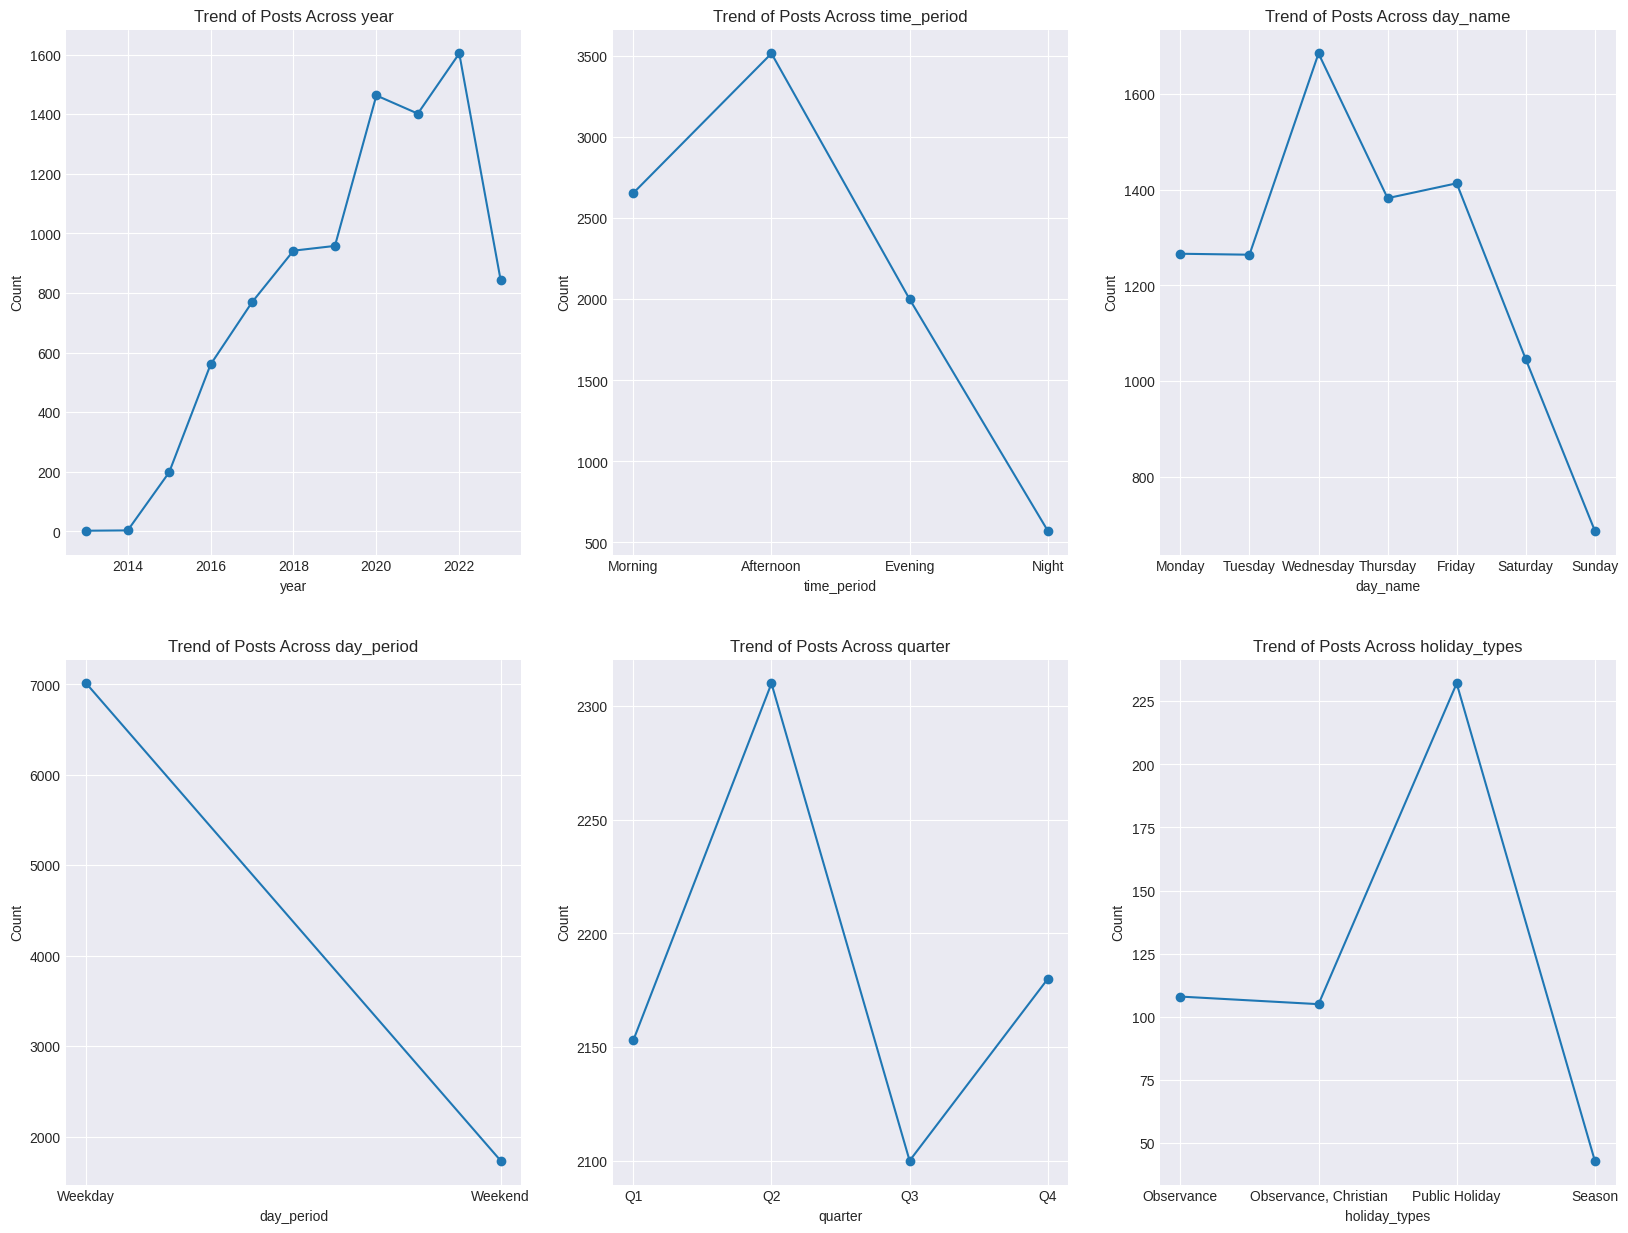 Trend of Posts Across year
1600
1400
1200
1000
800
600
400
200
0
Count
2014 2016 2018 2020 2022
year
Trend of Posts Across time_period
3500
3000
2500
2000
1500
1000
500
Count
Morning Afternoon Evening Night
time_period
Trend of Posts Across day_name
1600
1400
1200
1000
800
Count
Monday Tuesday Wednesday Thursday Friday Saturday Sunday
day_name
Trend of Posts Across day_period
7000
6000
5000
4000
3000
2000
Count
Weekday Weekend
day_period
Trend of Posts Across quarter
2300
2250
2200
2150
2100
Count
Q1 Q2 Q3 Q4
quarter
Trend of Posts Across holiday_types
225
200
175
150
125
100
75
50
Count
Observance Observance, Christian Public Holiday Season
holiday_types